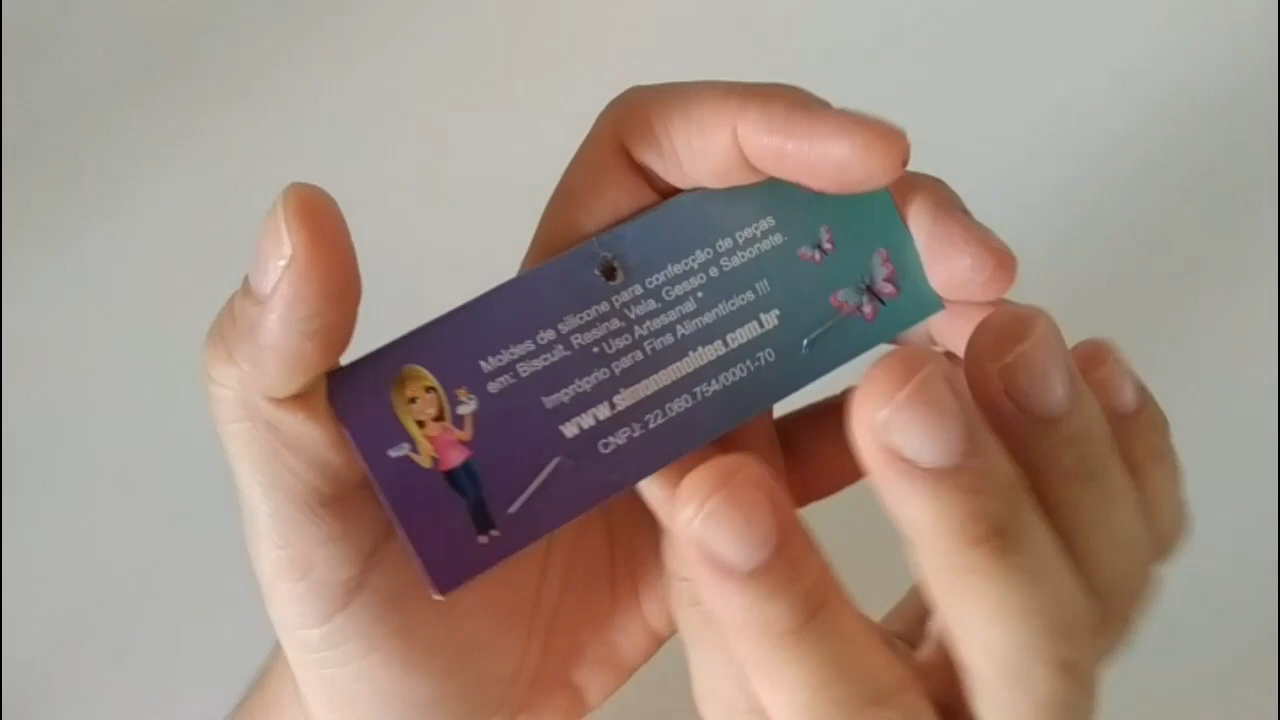 Moldes de silicone para confecção de peças
em: Biscuit, Resina, Vela, Gesso e Sabonete.
* Uso Artesanal *
Impróprio para Fins Alimentícios !!!
www.simonemoldes.com.br
CNPJ: 22.060.754/0001-70